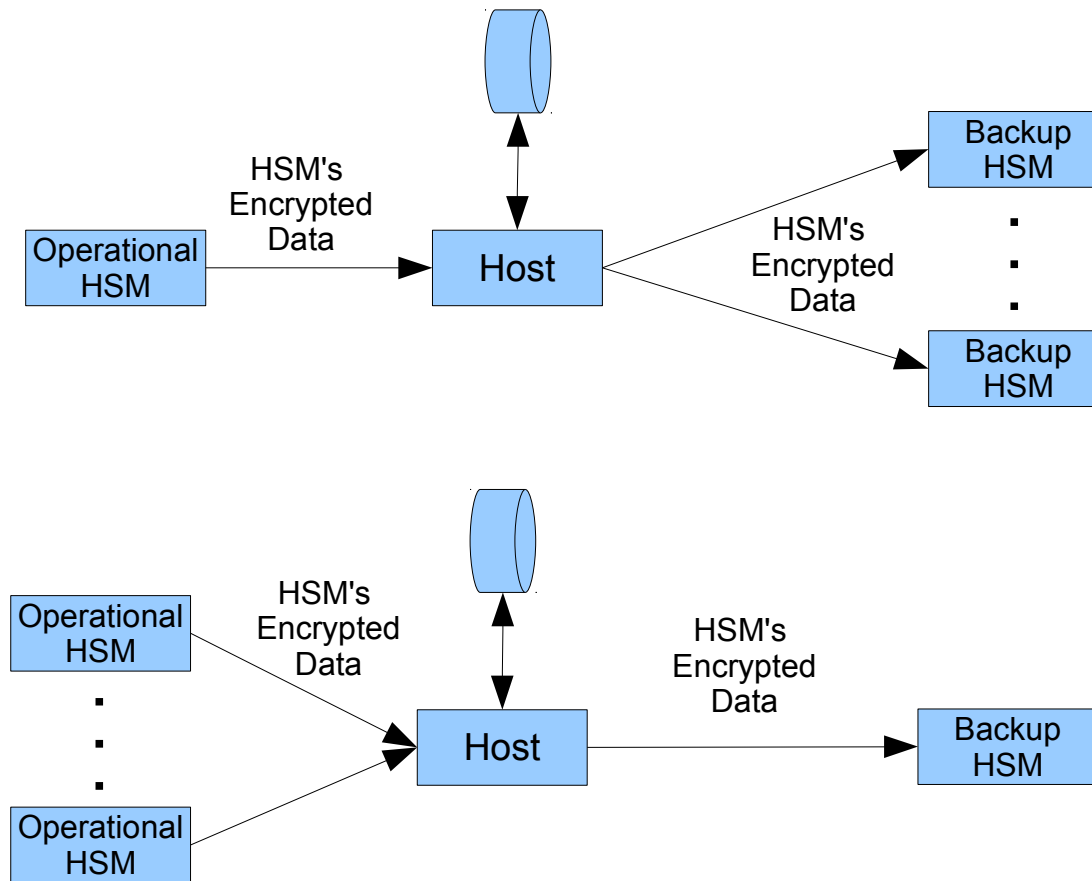 Backup
HSM
HSM's
Encrypted
Data
Operational
HSM
Host
HSM's
Encrypted
Data
Backup
HSM
HSM's
Encrypted
Data
Operational
HSM
HSM's
Encrypted
Data
Host
Backup
HSM
Operational
HSM